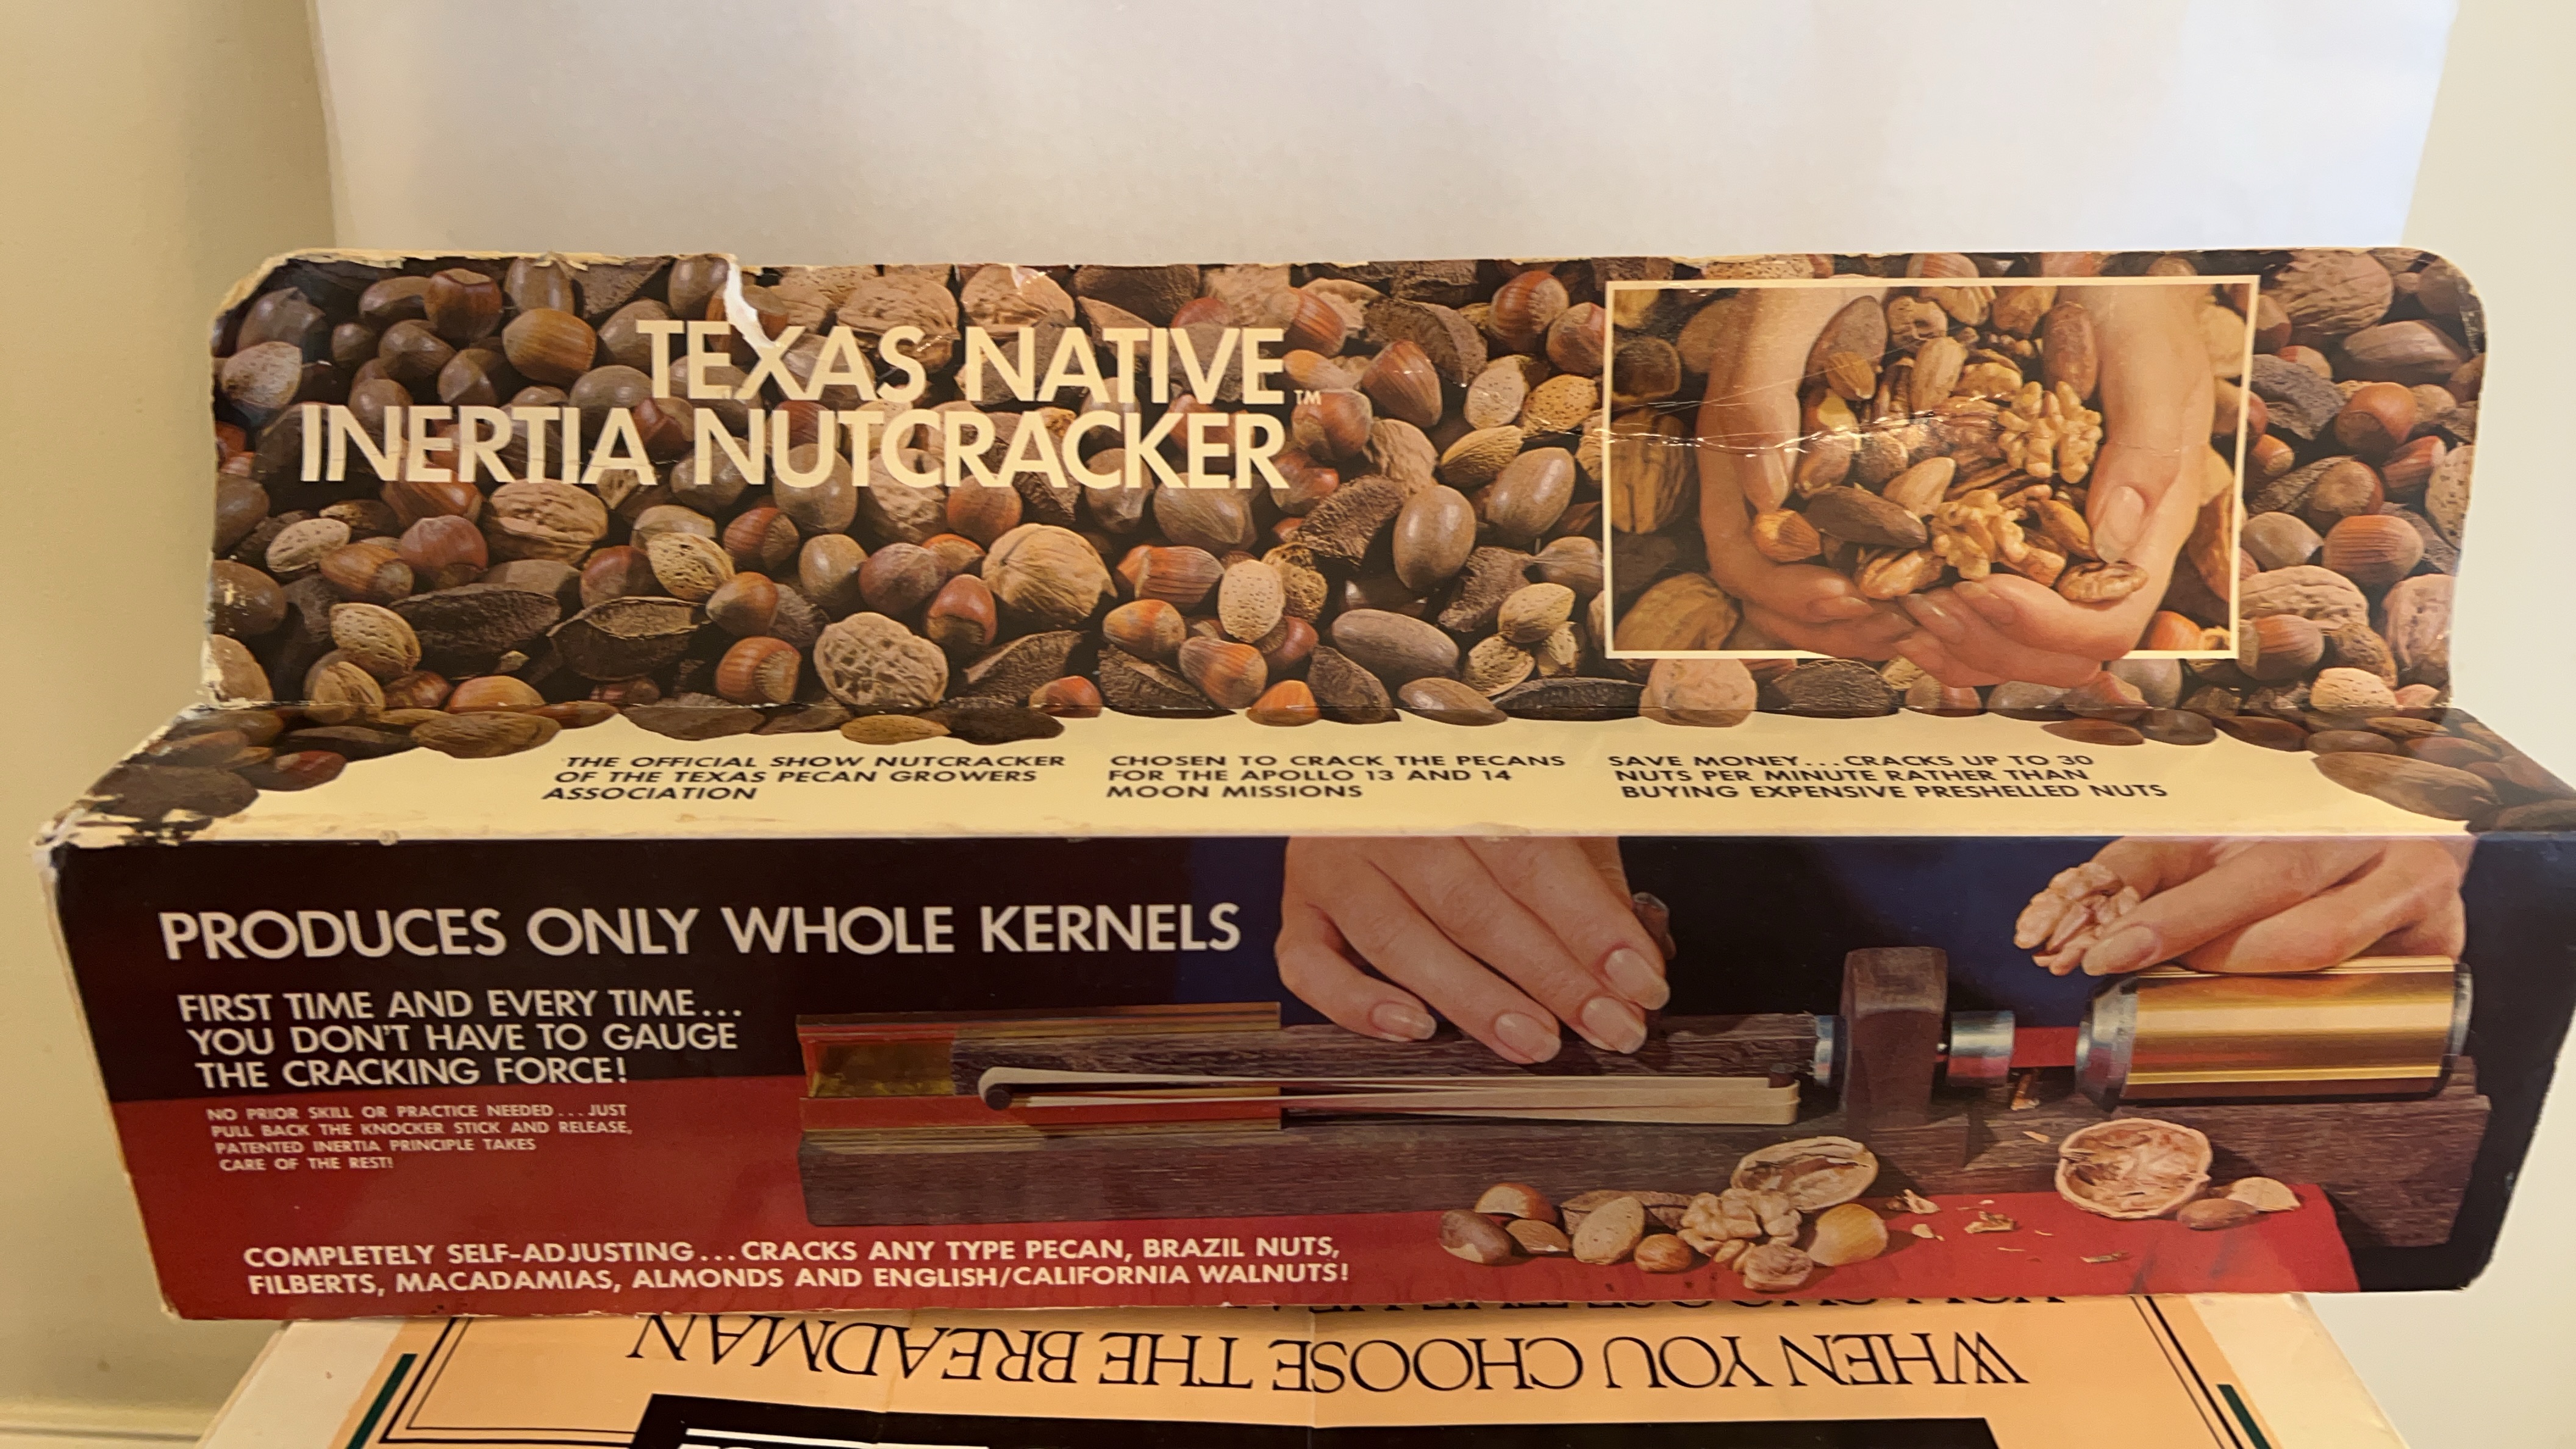 TEXAS NATIVE
INERTIA NUTCRACKER™
THE OFFICIAL SHOW NUTCRACKER
OF THE TEXAS PECAN GROWERS
ASSOCIATION
CHOSEN TO CRACK THE PECANS
FOR THE APOLLO 13 AND 14
MOON MISSIONS
SAVE MONEY...CRACKS UP TO 30
NUTS PER MINUTE RATHER THAN
BUYING EXPENSIVE PRESHELLED NUTS
PRODUCES ONLY WHOLE KERNELS
FIRST TIME AND EVERY TIME...
YOU DON'T HAVE TO GAUGE
THE CRACKING FORCE!
NO PRIOR SKILL OR PRACTICE NEEDED...JUST
PULL BACK THE KNOCKER STICK AND RELEASE,
PATENTED INERTIA PRINCIPLE TAKES
CARE OF THE REST!
COMPLETELY SELF-ADJUSTING...CRACKS ANY TYPE PECAN, BRAZIL NUTS,
FILBERTS, MACADAMIAS, ALMONDS AND ENGLISH/CALIFORNIA WALNUTS!
WHEN YOU CHOOSE THE BREADMAN